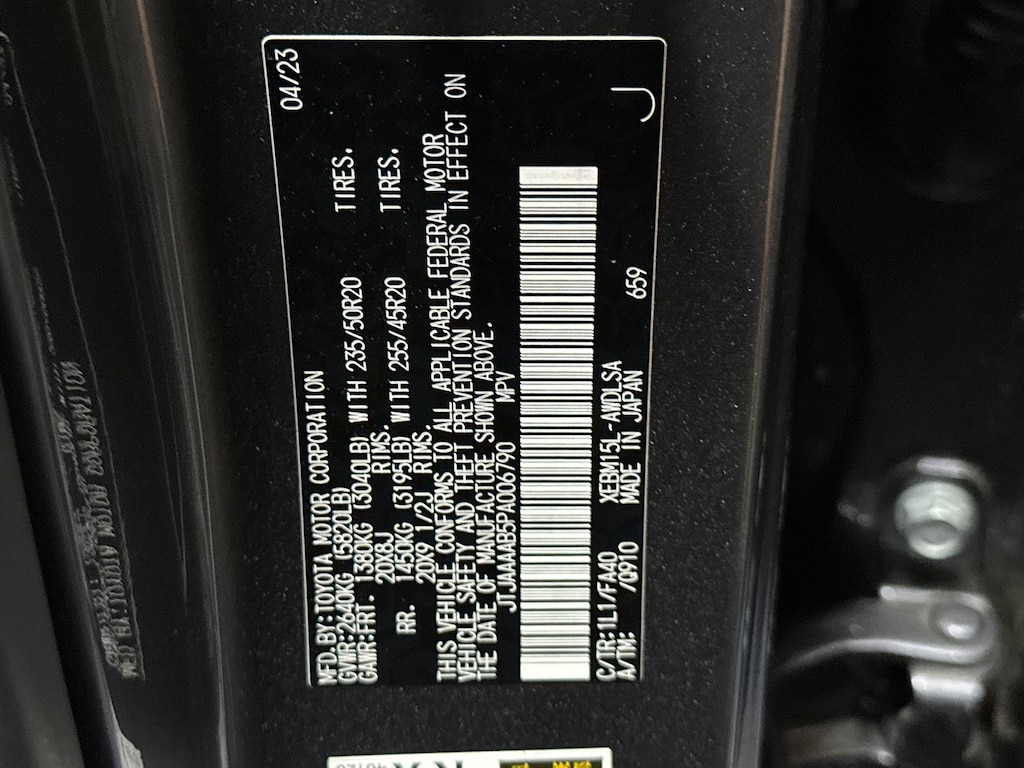 MFD.BY:TOYOTA MOTOR CORPORATION 04/23
GVWR:2640KG (5820LB)
GAWR:FRT. 1380KG (3040LB) WITH 235/50R20 TIRES.
20X8J RIMS.
RR. 1450KG (3195LB) WITH 255/45R20 TIRES.
20X9 1/2J RIMS.
THIS VEHICLE CONFORMS TO ALL APPLICABLE FEDERAL MOTOR
VEHICLE SAFETY AND THEFT PREVENTION STANDARDS IN EFFECT ON
THE DATE OF MANUFACTURE SHOWN ABOVE.
JTJAAAAB5PA006790 MPV
C/TR:1L1/FA40 XEBM15L-AWDLSA
A/TM: /0910 MADE IN JAPAN 659 J